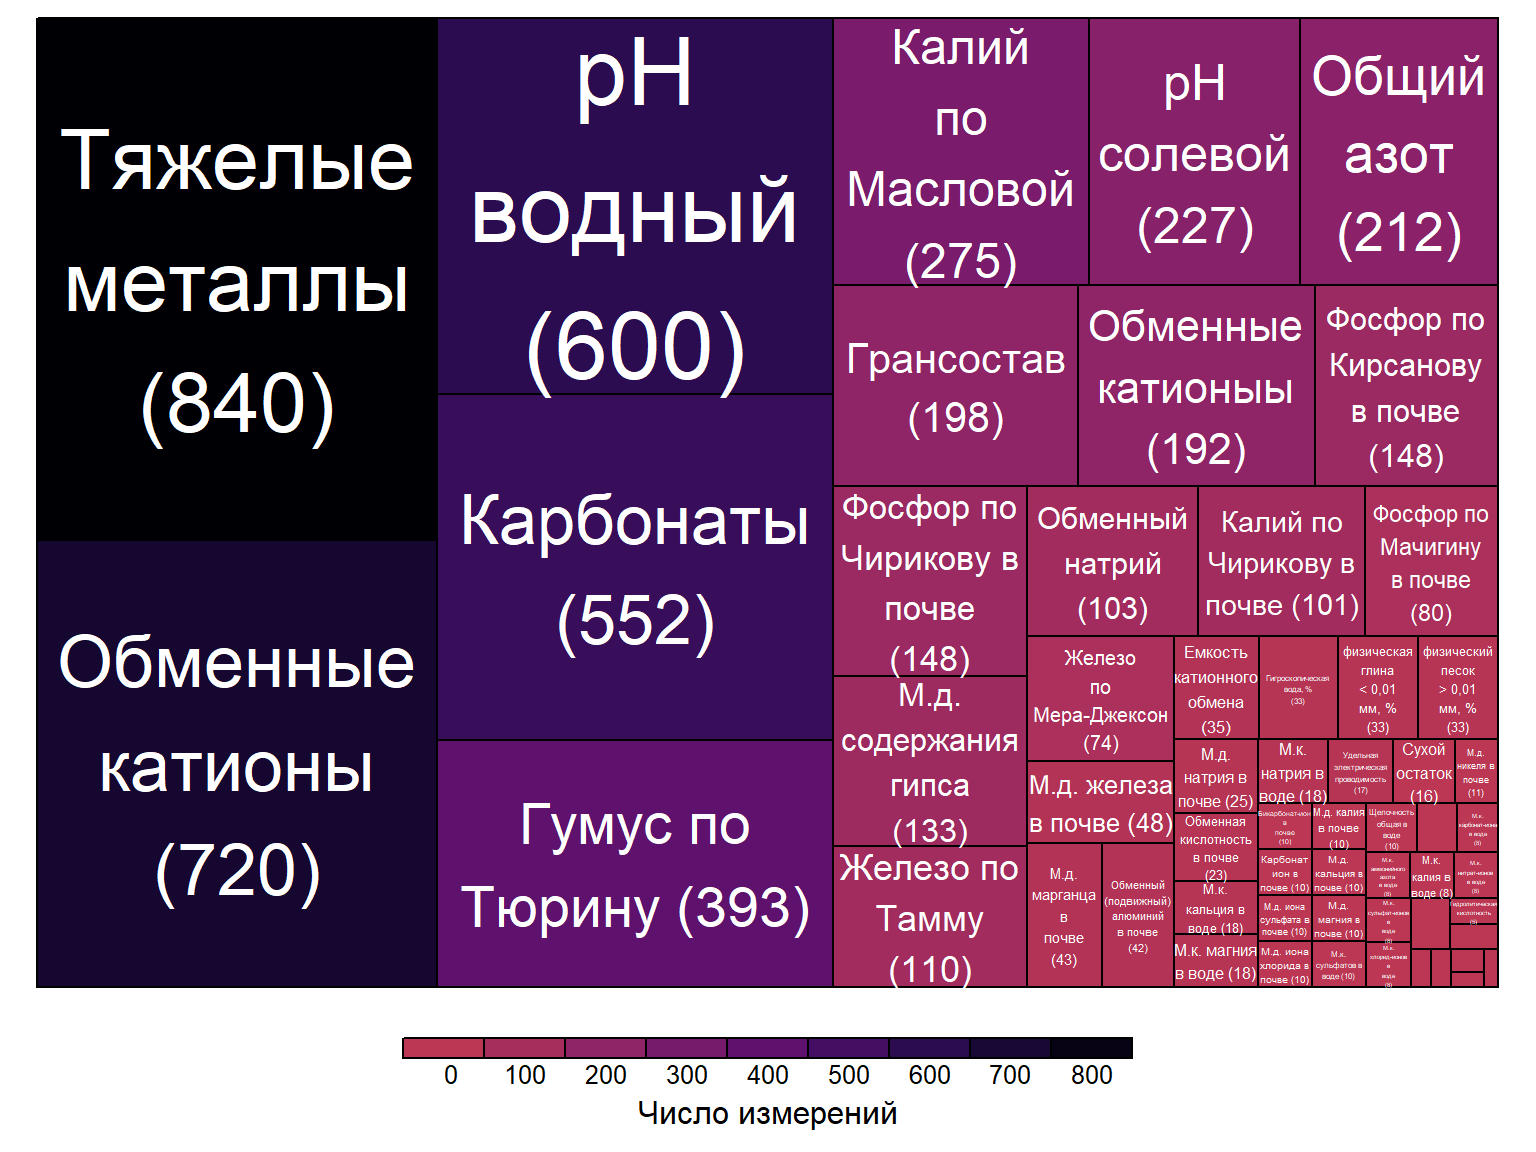 Тяжелые
металлы
(840)
Обменные
катионы
(720)
pH
водный
(600)
Карбонаты
(552)
Гумус по
Тюрину (393)
Калий
по
Масловой
(275)
pH
солевой
(227)
Общий
азот
(212)
Грансостав
(198)
Обменные
катионыы
(192)
Фосфор по
Кирсанову
в почве
(148)
Фосфор по
Чирикову в
почве
(148)
Обменный
натрий
(103)
Калий по
Чирикову в
почве (101)
Фосфор по
Мачигину
в почве
(80)
М.д.
содержания
гипса
(133)
Железо по
Тамму
(110)
Железо
по
Мера-Джексон
(74)
М.д. железа
в почве (48)
М.д.
марганца
в
почве
(43)
Обменный
(подвижный)
алюминий
в почве
(42)
Емкость
катионного
обмена
(35)
Гигроскопическая
вода, %
(33)
физическая
глина
< 0,01
мм, %
(33)
физический
песок
> 0,01
мм, %
(33)
М.д.
натрия в
почве (25)
Обменная
кислотность
в почве
(23)
М.к.
кальция в
воде (18)
М.к. магния
в воде (18)
М.к.
натрия в
воде (18)
Удельная
электрическая
проводимость
(17)
Сухой
остаток
(16)
М.д.
никеля в
почве
(11)
Бикарбонат-ион
в
почве
(10)
М.д. калия
в почве
(10)
Щелочность
общая в
воде
(10)
М.к.
карбонат-иона
в воде
(8)
Карбонат
ион в
почве (10)
М.д.
кальция в
почве (10)
М.к.
аммонийного
азота
в воде
(8)
М.к.
калия в
воде (8)
М.к.
нитрат-ионов
в воде
(8)
М.д. иона
сульфата в
почве (10)
М.д.
магния в
почве (10)
М.к.
сульфат-ионов
в
воде
(8)
Гидролитическая
кислотность
(5)
М.д. иона
хлорида в
почве (10)
М.к.
сульфатов в
воде (10)
М.к.
хлорид-ионов
в
воде
(8)
0 100 200 300 400 500 600 700 800
Число измерений